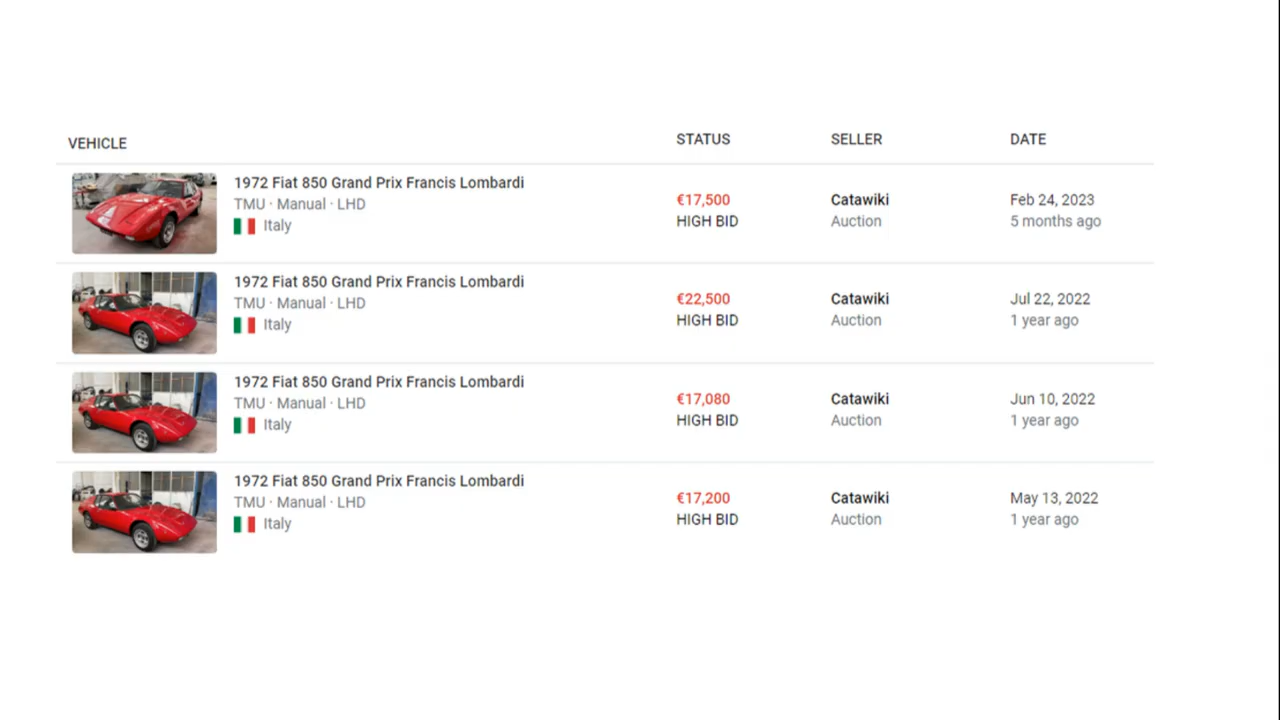 VEHICLE STATUS SELLER DATE
1972 Fiat 850 Grand Prix Francis Lombardi
TMU · Manual · LHD
Italy
€17,500
HIGH BID
Catawiki
Auction
Feb 24, 2023
5 months ago
1972 Fiat 850 Grand Prix Francis Lombardi
TMU · Manual · LHD
Italy
€22,500
HIGH BID
Catawiki
Auction
Jul 22, 2022
1 year ago
1972 Fiat 850 Grand Prix Francis Lombardi
TMU · Manual · LHD
Italy
€17,080
HIGH BID
Catawiki
Auction
Jun 10, 2022
1 year ago
1972 Fiat 850 Grand Prix Francis Lombardi
TMU · Manual · LHD
Italy
€17,200
HIGH BID
Catawiki
Auction
May 13, 2022
1 year ago